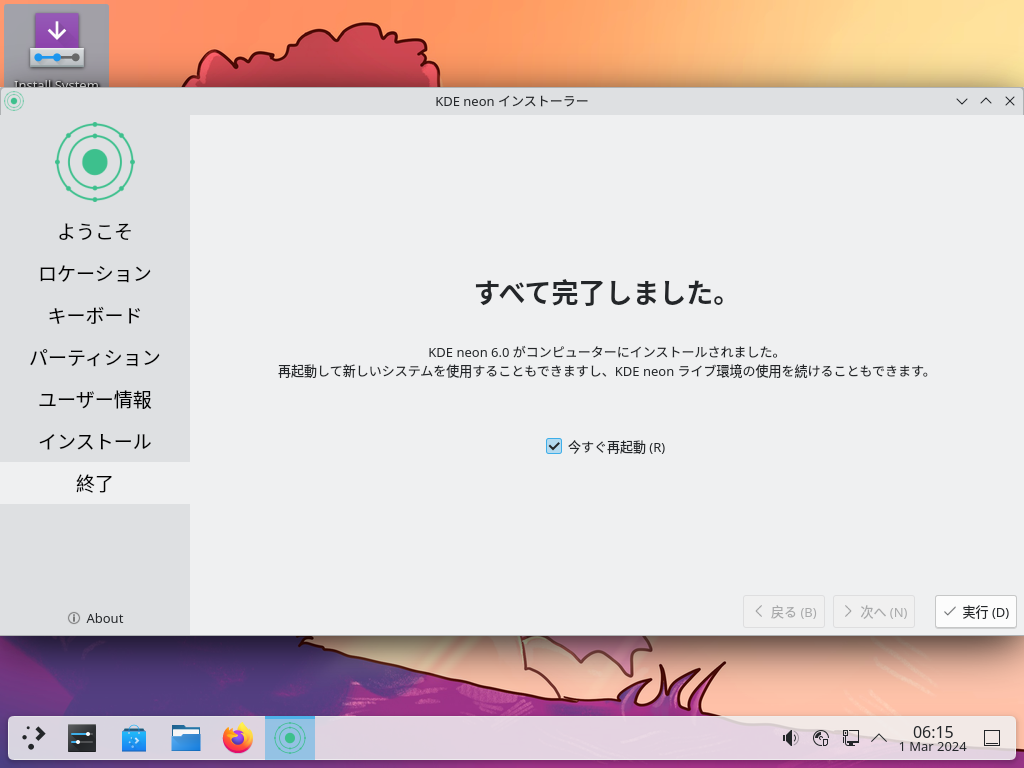 Install System
KDE neon インストーラー
ようこそ
ロケーション
キーボード
パーティション
ユーザー情報
インストール
終了
About
すべて完了しました。
KDE neon 6.0 がコンピューターにインストールされました。
再起動して新しいシステムを使用することもできますし、KDE neon ライブ環境の使用を続けることもできます。
今すぐ再起動 (R)
戻る (B)
次へ (N)
実行 (D)
06:15
1 Mar 2024